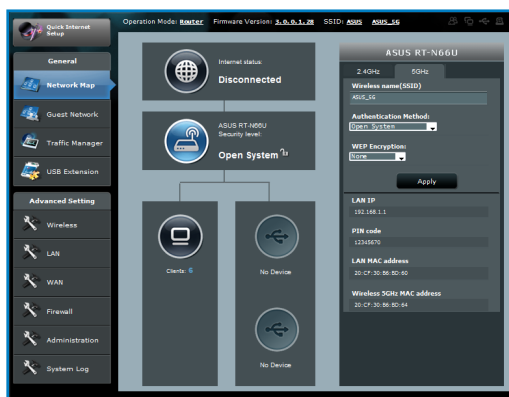 Quick Internet
Setup
Operation Mode: Router Firmware Version: 3.0.0.1.28 SSID: ASUS ASUS_5G
General
Network Map
Guest Network
Traffic Manager
USB Extension
Advanced Setting
Wireless
LAN
WAN
Firewall
Administration
System Log
Internet status:
Disconnected
ASUS RT-N66U
Security level:
Open System
Clients: 6
No Device
No Device
ASUS RT-N66U
2.4GHz 5GHz
Wireless name(SSID)
ASUS_5G
Authentication Method:
Open System
WEP Encryption:
None
Apply
LAN IP
192.168.1.1
PIN code
12345670
LAN MAC address
20:CF:30:B6:BD:60
Wireless 5GHz MAC address
20:CF:30:B6:BD:64